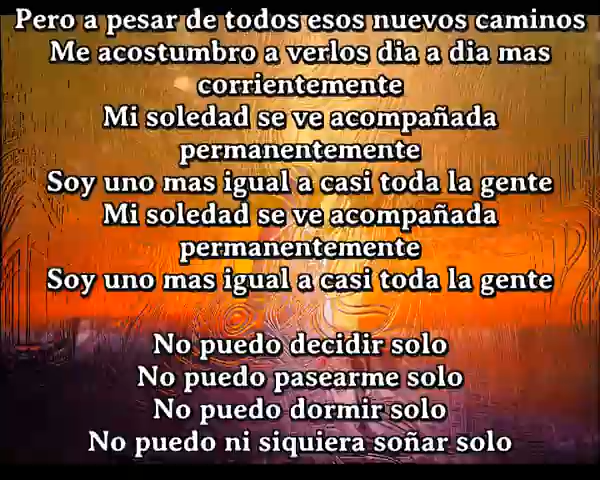 Pero a pesar de todos esos nuevos caminos
Me acostumbro a verlos dia a dia mas
corrientemente
Mi soledad se ve acompañada
permanentemente
Soy uno mas igual a casi toda la gente
Mi soledad se ve acompañada
permanentemente
Soy uno mas igual a casi toda la gente
No puedo decidir solo
No puedo pasearme solo
No puedo dormir solo
No puedo ni siquiera soñar solo